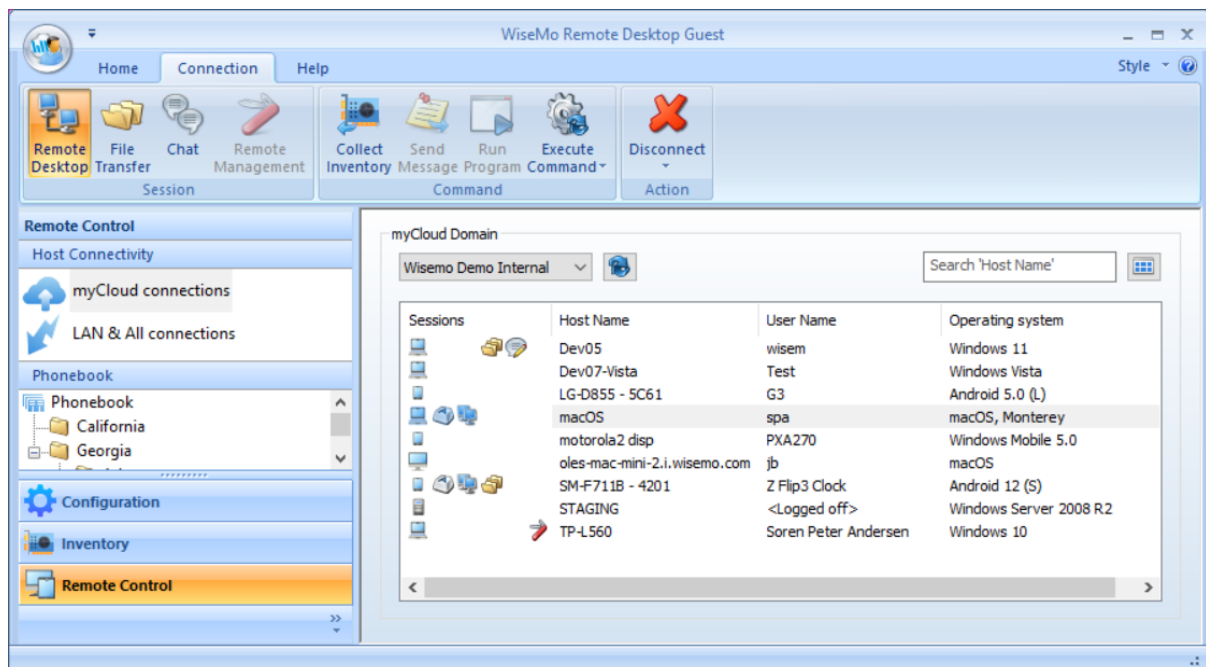 WiseMo Remote Desktop Guest
Home Connection Help Style
Remote Desktop File Transfer Chat Remote Management
Session
Collect Inventory Send Message Run Program Execute Command
Command
Disconnect
Action
Remote Control
Host Connectivity
myCloud connections
LAN & All connections
Phonebook
Phonebook
California
Georgia
Configuration
Inventory
Remote Control
myCloud Domain
Wisemo Demo Internal Search 'Host Name'
Sessions Host Name User Name Operating system
Dev05 wisem Windows 11
Dev07-Vista Test Windows Vista
LG-D855 - 5C61 G3 Android 5.0 (L)
macOS spa macOS, Monterey
motorola2 disp PXA270 Windows Mobile 5.0
oles-mac-mini-2.i.wisemo.com jb macOS
SM-F711B - 4201 Z Flip3 Clock Android 12 (S)
STAGING <Logged off> Windows Server 2008 R2
TP-L560 Soren Peter Andersen Windows 10